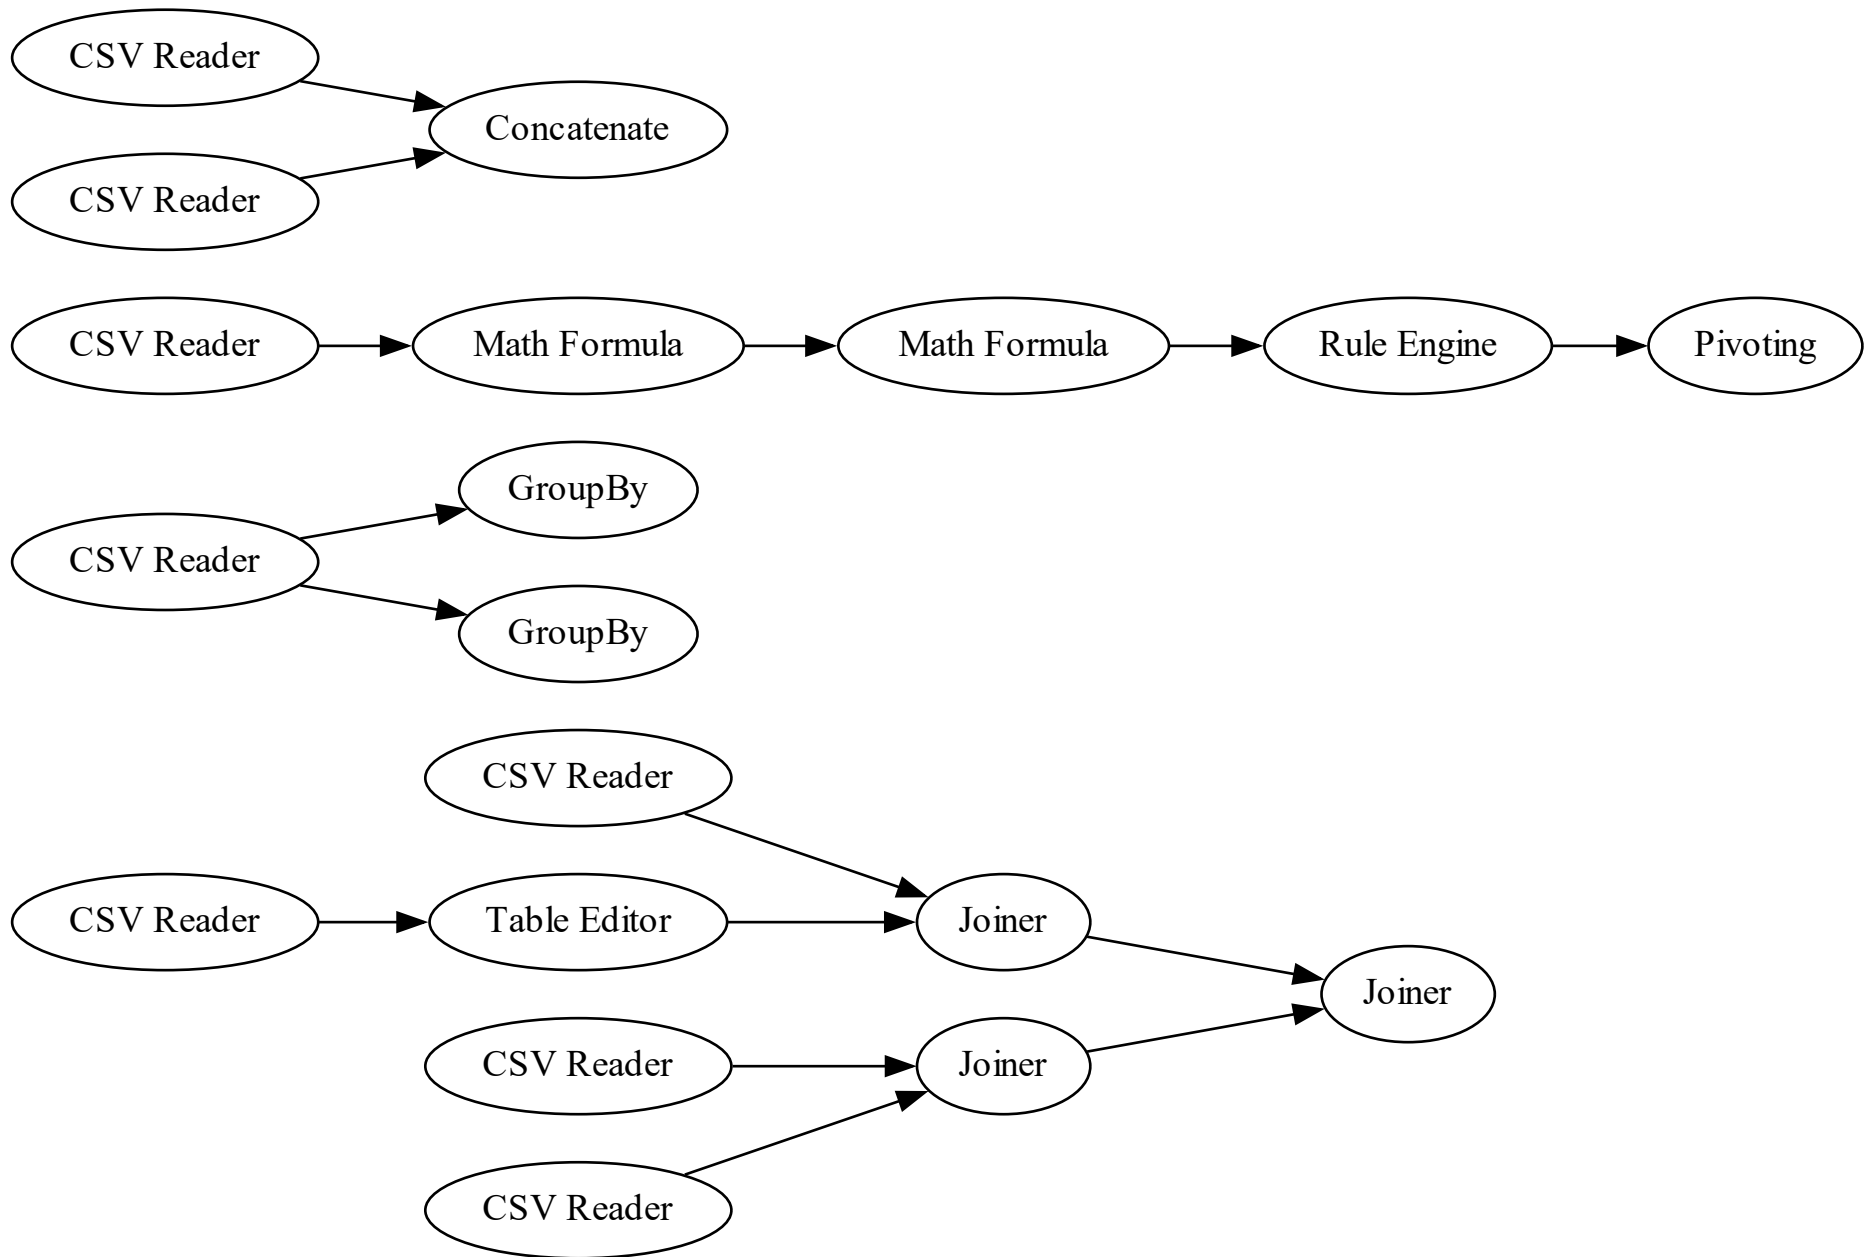 CSV Reader
Concatenate
CSV Reader
CSV Reader
Math Formula
Math Formula
Rule Engine
Pivoting
GroupBy
CSV Reader
GroupBy
CSV Reader
CSV Reader
Table Editor
Joiner
Joiner
CSV Reader
Joiner
CSV Reader